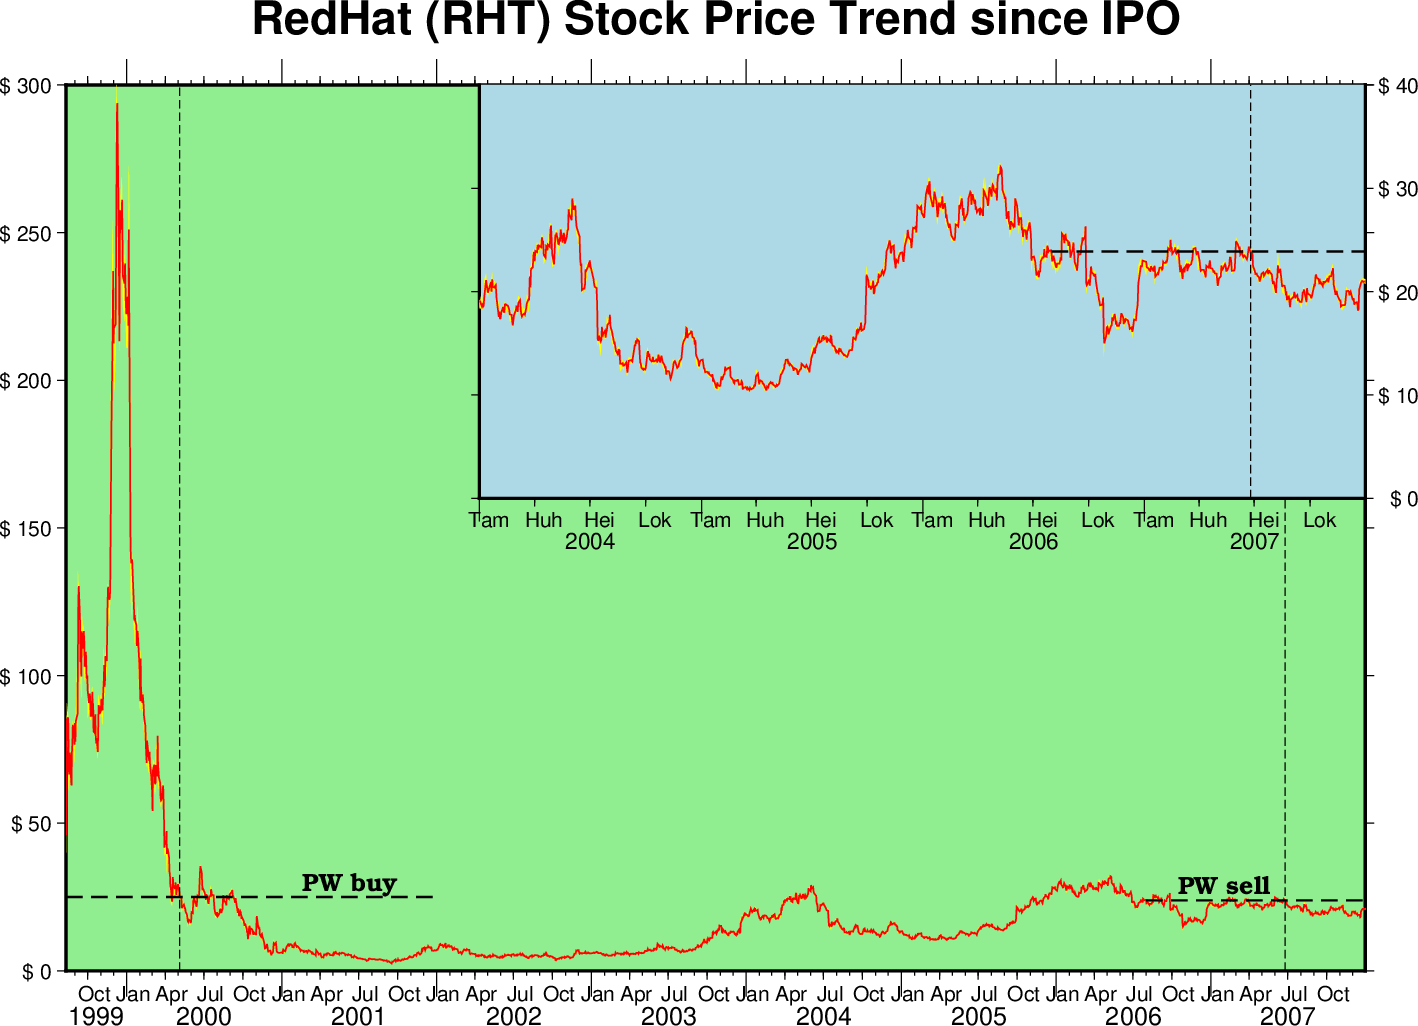 RedHat (RHT) Stock Price Trend since IPO
$ 300
$ 250
$ 200
$ 150
$ 100
$ 50
$ 0
$ 40
$ 30
$ 20
$ 10
$ 0
Tam Huh Hei Lok Tam Huh Hei Lok Tam Huh Hei Lok Tam Huh Hei Lok
2004 2005 2006 2007
PW buy
PW sell
Oct Jan Apr Jul Oct Jan Apr Jul Oct Jan Apr Jul Oct Jan Apr Jul Oct Jan Apr Jul Oct Jan Apr Jul Oct Jan Apr Jul Oct Jan Apr Jul Oct
1999 2000 2001 2002 2003 2004 2005 2006 2007